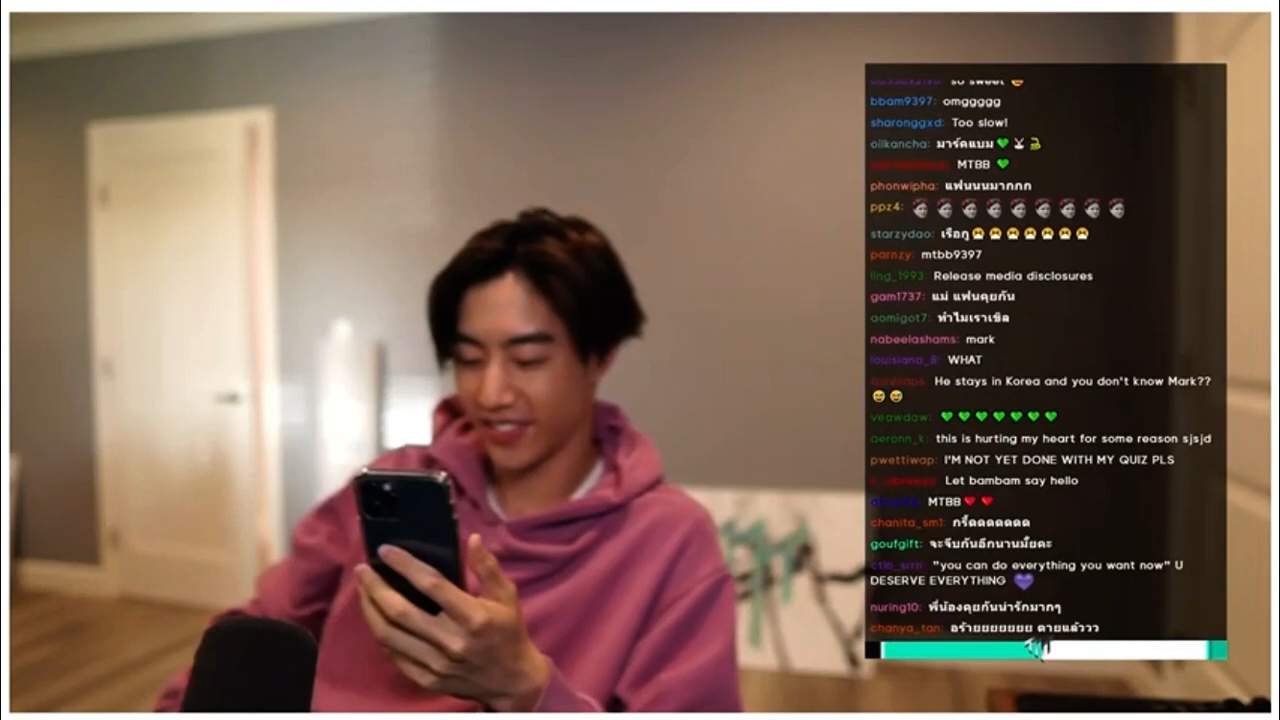 so sweet
bbam9397: omggggg
sharonggxd: Too slow!
oilkancha: มาร์คแบม
MTBB
phonwipha: แฟนนนมากกก
ppz4:
starzydao: เรือกู
parnzy: mtbb9397
ling_1993: Release media disclosures
gam1737: แม่ แฟนคุยกัน
aomigot7: ทำไมเราเขิล
nabeelashams: mark
louisiana_8: WHAT
He stays in Korea and you don't know Mark??
veawdaw:
aeronn_k: this is hurting my heart for some reason sjsjd
pwettiwap: I'M NOT YET DONE WITH MY QUIZ PLS
Let bambam say hello
MTBB
chanita_sm1: กรี้ดดดดดดด
goufgift: จะจีบกันอีกนานมั้ยคะ
ctin_srrn: "you can do everything you want now" U
DESERVE EVERYTHING
nuring10: พี่น้องคุยกันน่ารักมากๆ
chanya_tan: อร้ายยยยยยย ตายแล้ววว